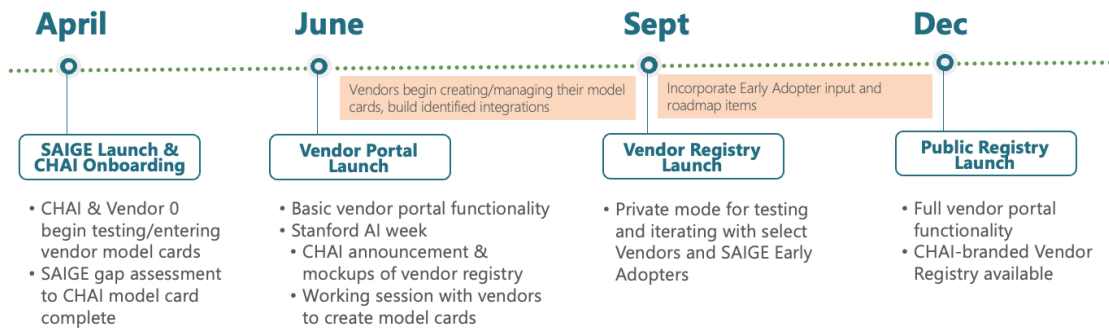 April
June
Sept
Dec
Vendors begin creating/managing their model
cards, build identified integrations
Incorporate Early Adopter input and
roadmap items
SAIGE Launch &
CHAI Onboarding
Vendor Portal
Launch
Vendor Registry
Launch
Public Registry
Launch
• CHAI & Vendor 0
begin testing/entering
vendor model cards
• SAIGE gap assessment
to CHAI model card
complete
• Basic vendor portal functionality
• Stanford AI week
• CHAI announcement &
mockups of vendor registry
• Working session with vendors
to create model cards
• Private mode for testing
and iterating with select
Vendors and SAIGE Early
Adopters
• Full vendor portal
functionality
• CHAI-branded Vendor
Registry available